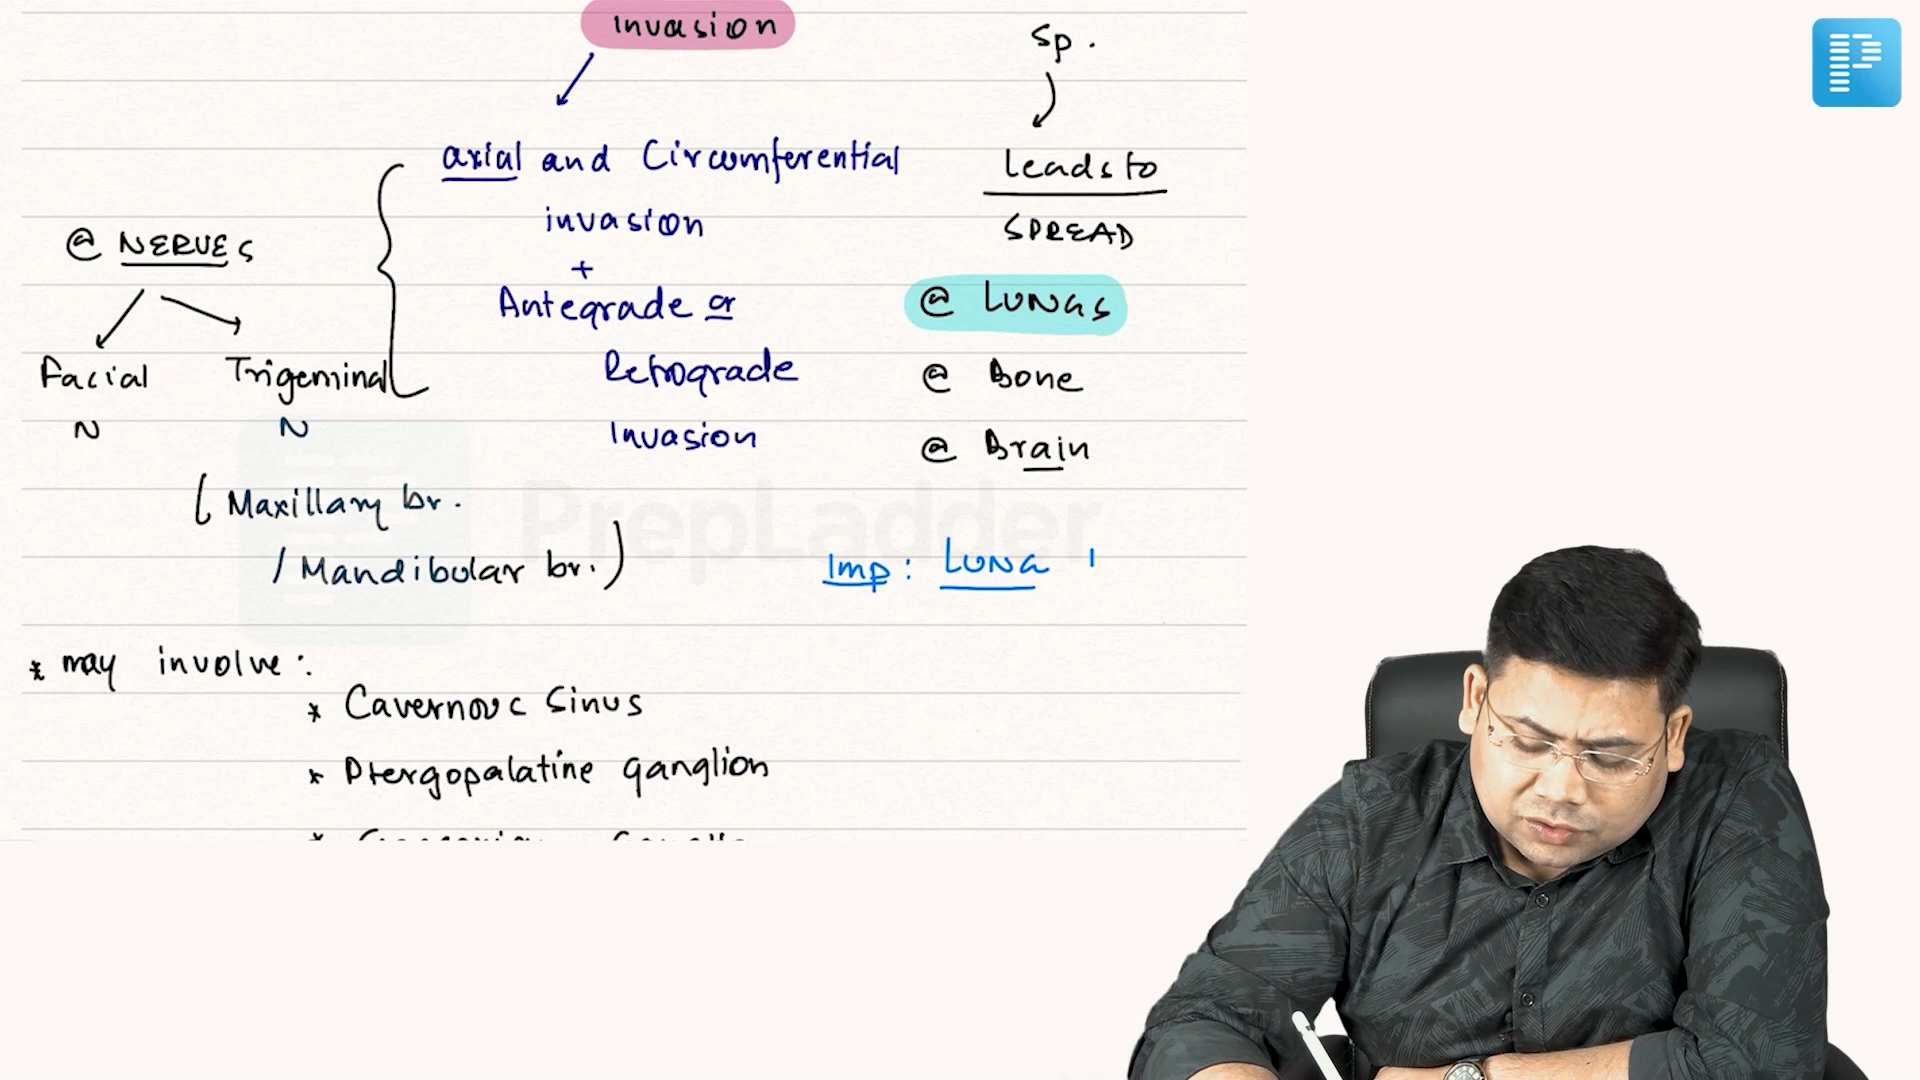 Invasion
Sp.
axial and Circumferential
invasion
+
Antegrade or
Retrograde
Invasion
Leads to
SPREAD
@ LUNGS
@ Bone
@ Brain
@ NERVES
Facial
N
Trigeminal
N
(Maxillary br.
/ Mandibular br.)
Imp: LUNG
* may involve:
* Cavernous Sinus
* Ptergopalatine ganglion
PrepLadder